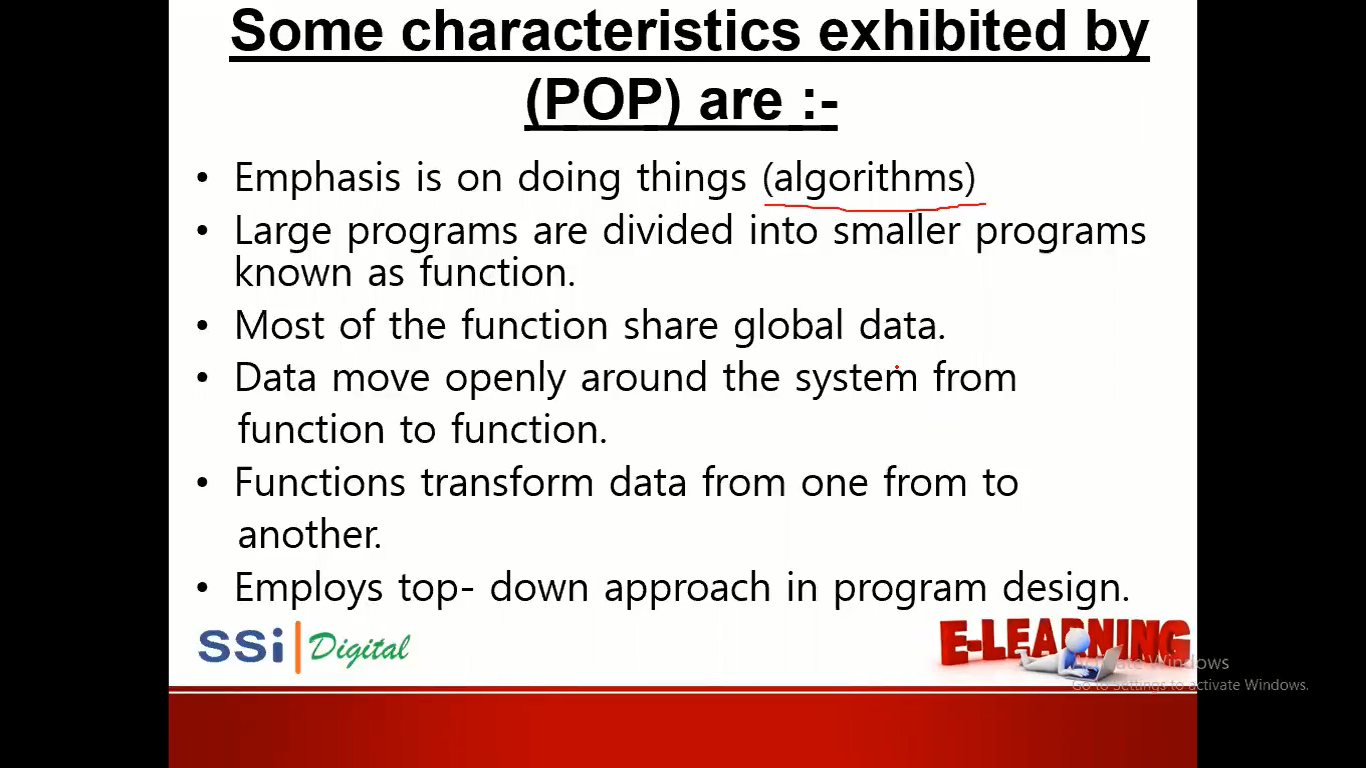 Some characteristics exhibited by
(POP) are :-
• Emphasis is on doing things (algorithms)
• Large programs are divided into smaller programs
known as function.
• Most of the function share global data.
• Data move openly around the system from
function to function.
• Functions transform data from one from to
another.
• Employs top- down approach in program design.
SSi Digital
E-LEARNING
Activate Windows
Go to Settings to activate Windows.